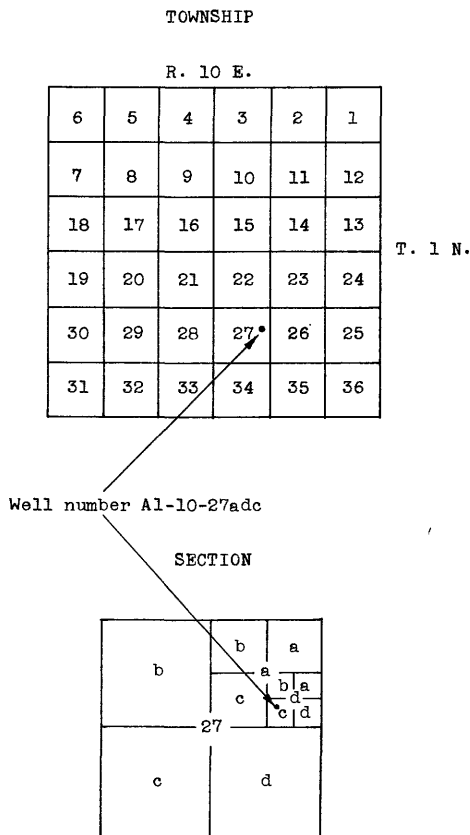 TOWNSHIP
R. 10 E.
6 5 4 3 2 1
7 8 9 10 11 12
18 17 16 15 14 13
T. 1 N.
19 20 21 22 23 24
30 29 28 27 26 25
31 32 33 34 35 36
Well number A1-10-27adc
SECTION
b a
b a
b a
c d
c d
27
c d